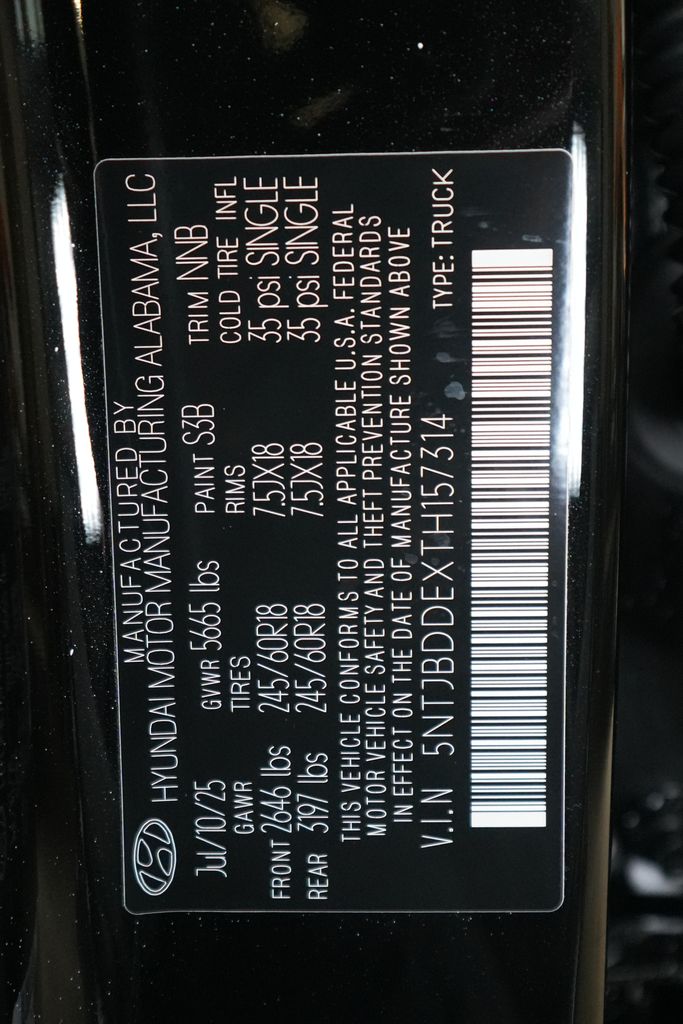 MANUFACTURED BY
HYUNDAI MOTOR MANUFACTURING ALABAMA, LLC
Jul/10/25 GVWR 5665 lbs PAINT S3B TRIM NNB
GAWR TIRES RIMS COLD TIRE INFL
FRONT 2646 lbs 245/60R18 7.5JX18 35 psi SINGLE
REAR 3197 lbs 245/60R18 7.5JX18 35 psi SINGLE
THIS VEHICLE CONFORMS TO ALL APPLICABLE U.S.A. FEDERAL
MOTOR VEHICLE SAFETY AND THEFT PREVENTION STANDARDS
IN EFFECT ON THE DATE OF MANUFACTURE SHOWN ABOVE
V.I.N 5NTJBDDEXTH157314 TYPE: TRUCK